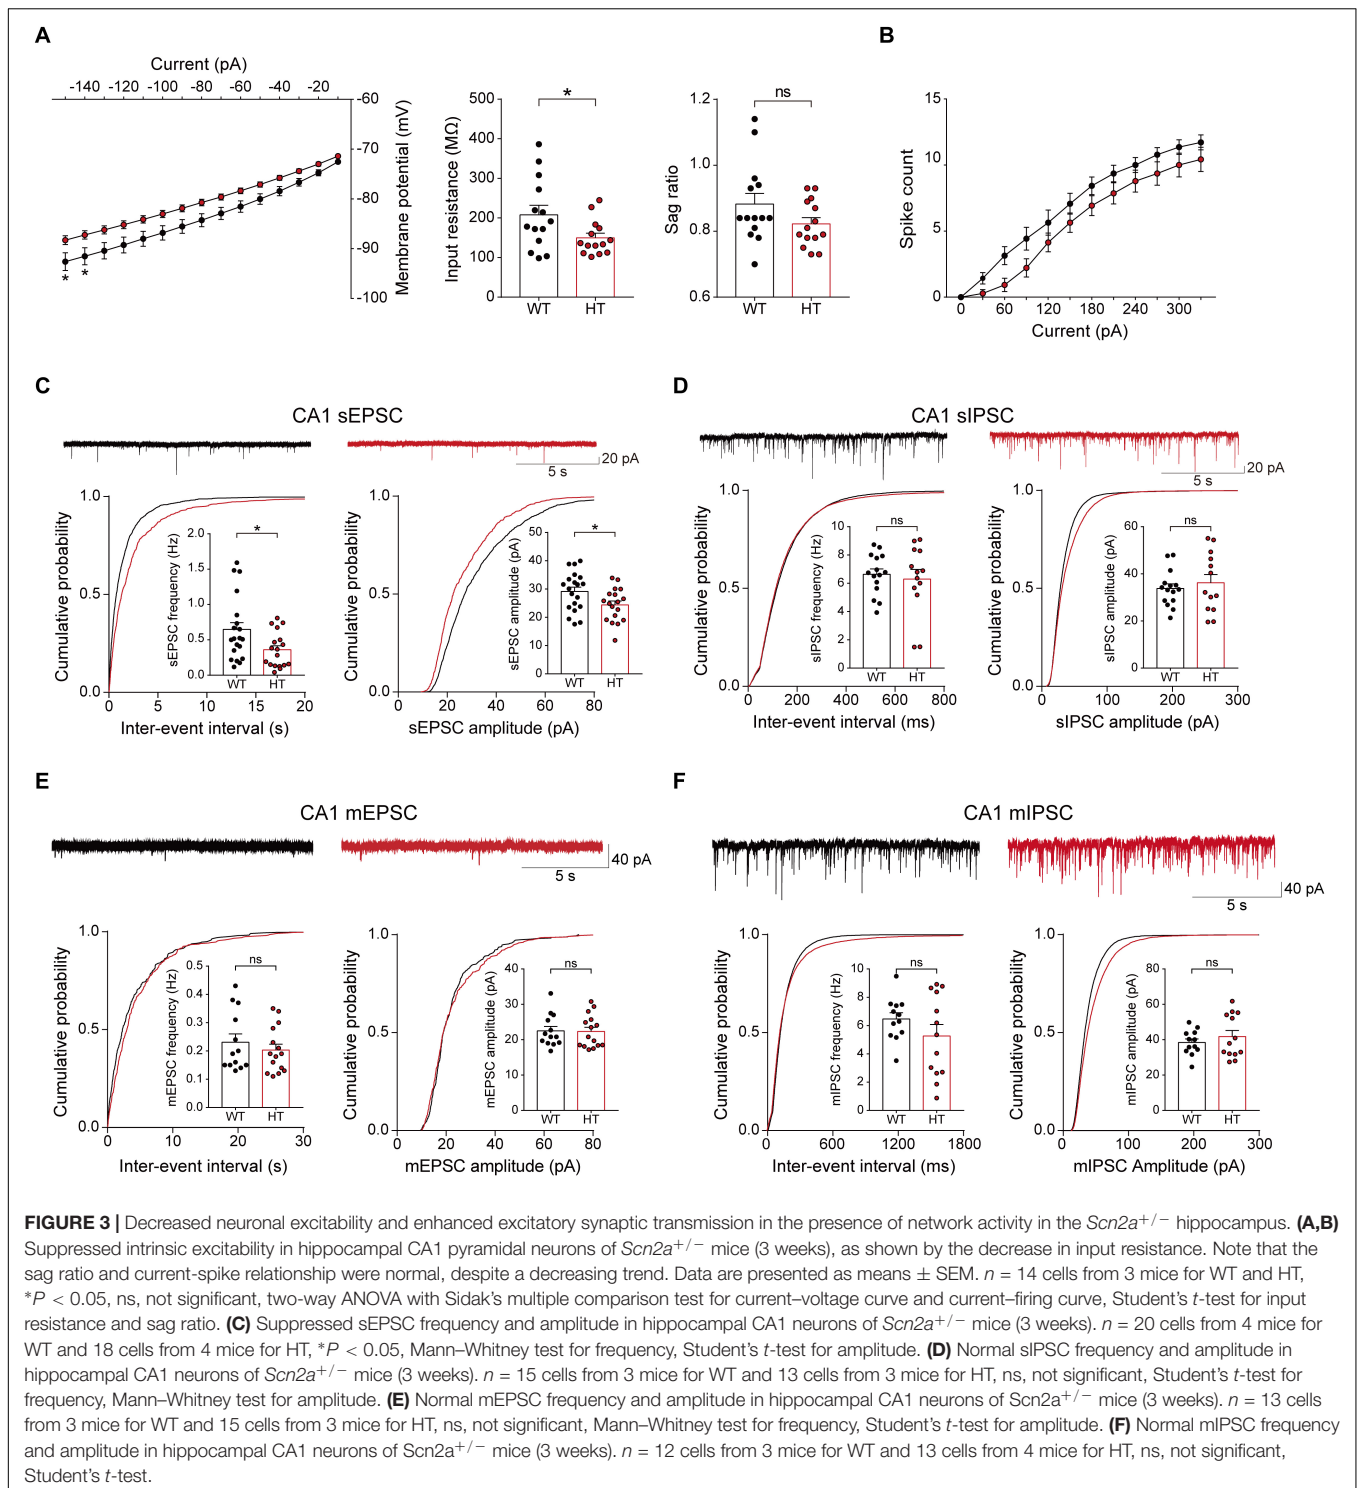 A
Current (pA)
-140 -120 -100 -80 -60 -40 -20
-60
-70
-80
-90
-100
Membrane potential (mV)
* *
Input resistance (MΩ)
500
400
300
200
100
0
*
WT HT
Sag ratio
1.2
1.0
0.8
0.6
ns
WT HT
B
Spike count
15
10
5
0
0 60 120 180 240 300
Current (pA)
C
CA1 sEPSC
5 s
20 pA
Cumulative probability
1.0
0.5
0.0
0 5 10 15 20
Inter-event interval (s)
sEPSC frequency (Hz)
2.0
1.5
1.0
0.5
0.0
*
WT HT
Cumulative probability
1.0
0.5
0.0
0 20 40 60 80
sEPSC amplitude (pA)
sEPSC amplitude (pA)
50
40
30
20
10
0
*
WT HT
D
CA1 sIPSC
5 s
20 pA
Cumulative probability
1.0
0.5
0.0
0 200 400 600 800
Inter-event interval (ms)
sIPSC frequency (Hz)
10
8
6
4
2
0
ns
WT HT
Cumulative probability
1.0
0.5
0.0
0 100 200 300
sIPSC amplitude (pA)
sIPSC amplitude (pA)
60
40
20
0
ns
WT HT
E
CA1 mEPSC
5 s
40 pA
Cumulative probability
1.0
0.5
0.0
0 10 20 30
Inter-event interval (s)
mEPSC frequency (Hz)
0.5
0.4
0.3
0.2
0.1
0.0
ns
WT HT
Cumulative probability
1.0
0.5
0.0
0 20 40 60 80
mEPSC amplitude (pA)
mEPSC amplitude (pA)
40
30
20
10
0
ns
WT HT
F
CA1 mIPSC
5 s
40 pA
Cumulative probability
1.0
0.5
0.0
0 600 1200 1800
Inter-event interval (ms)
mIPSC frequency (Hz)
10
8
6
4
2
0
ns
WT HT
Cumulative probability
1.0
0.5
0.0
0 100 200 300
mIPSC Amplitude (pA)
mIPSC amplitude (pA)
80
60
40
20
0
ns
WT HT
FIGURE 3 | Decreased neuronal excitability and enhanced excitatory synaptic transmission in the presence of network activity in the Scn2a+/− hippocampus. (A,B)
Suppressed intrinsic excitability in hippocampal CA1 pyramidal neurons of Scn2a+/− mice (3 weeks), as shown by the decrease in input resistance. Note that the
sag ratio and current-spike relationship were normal, despite a decreasing trend. Data are presented as means ± SEM. n = 14 cells from 3 mice for WT and HT,
*P < 0.05, ns, not significant, two-way ANOVA with Sidak's multiple comparison test for current–voltage curve and current–firing curve, Student's t-test for input
resistance and sag ratio. (C) Suppressed sEPSC frequency and amplitude in hippocampal CA1 neurons of Scn2a+/− mice (3 weeks). n = 20 cells from 4 mice for
WT and 18 cells from 4 mice for HT, *P < 0.05, Mann–Whitney test for frequency, Student's t-test for amplitude. (D) Normal sIPSC frequency and amplitude in
hippocampal CA1 neurons of Scn2a+/− mice (3 weeks). n = 15 cells from 3 mice for WT and 13 cells from 3 mice for HT, ns, not significant, Student's t-test for
frequency, Mann–Whitney test for amplitude. (E) Normal mEPSC frequency and amplitude in hippocampal CA1 neurons of Scn2a+/− mice (3 weeks). n = 13 cells
from 3 mice for WT and 15 cells from 3 mice for HT, ns, not significant, Mann–Whitney test for frequency, Student's t-test for amplitude. (F) Normal mIPSC frequency
and amplitude in hippocampal CA1 neurons of Scn2a+/− mice (3 weeks). n = 12 cells from 3 mice for WT and 13 cells from 4 mice for HT, ns, not significant,
Student's t-test.